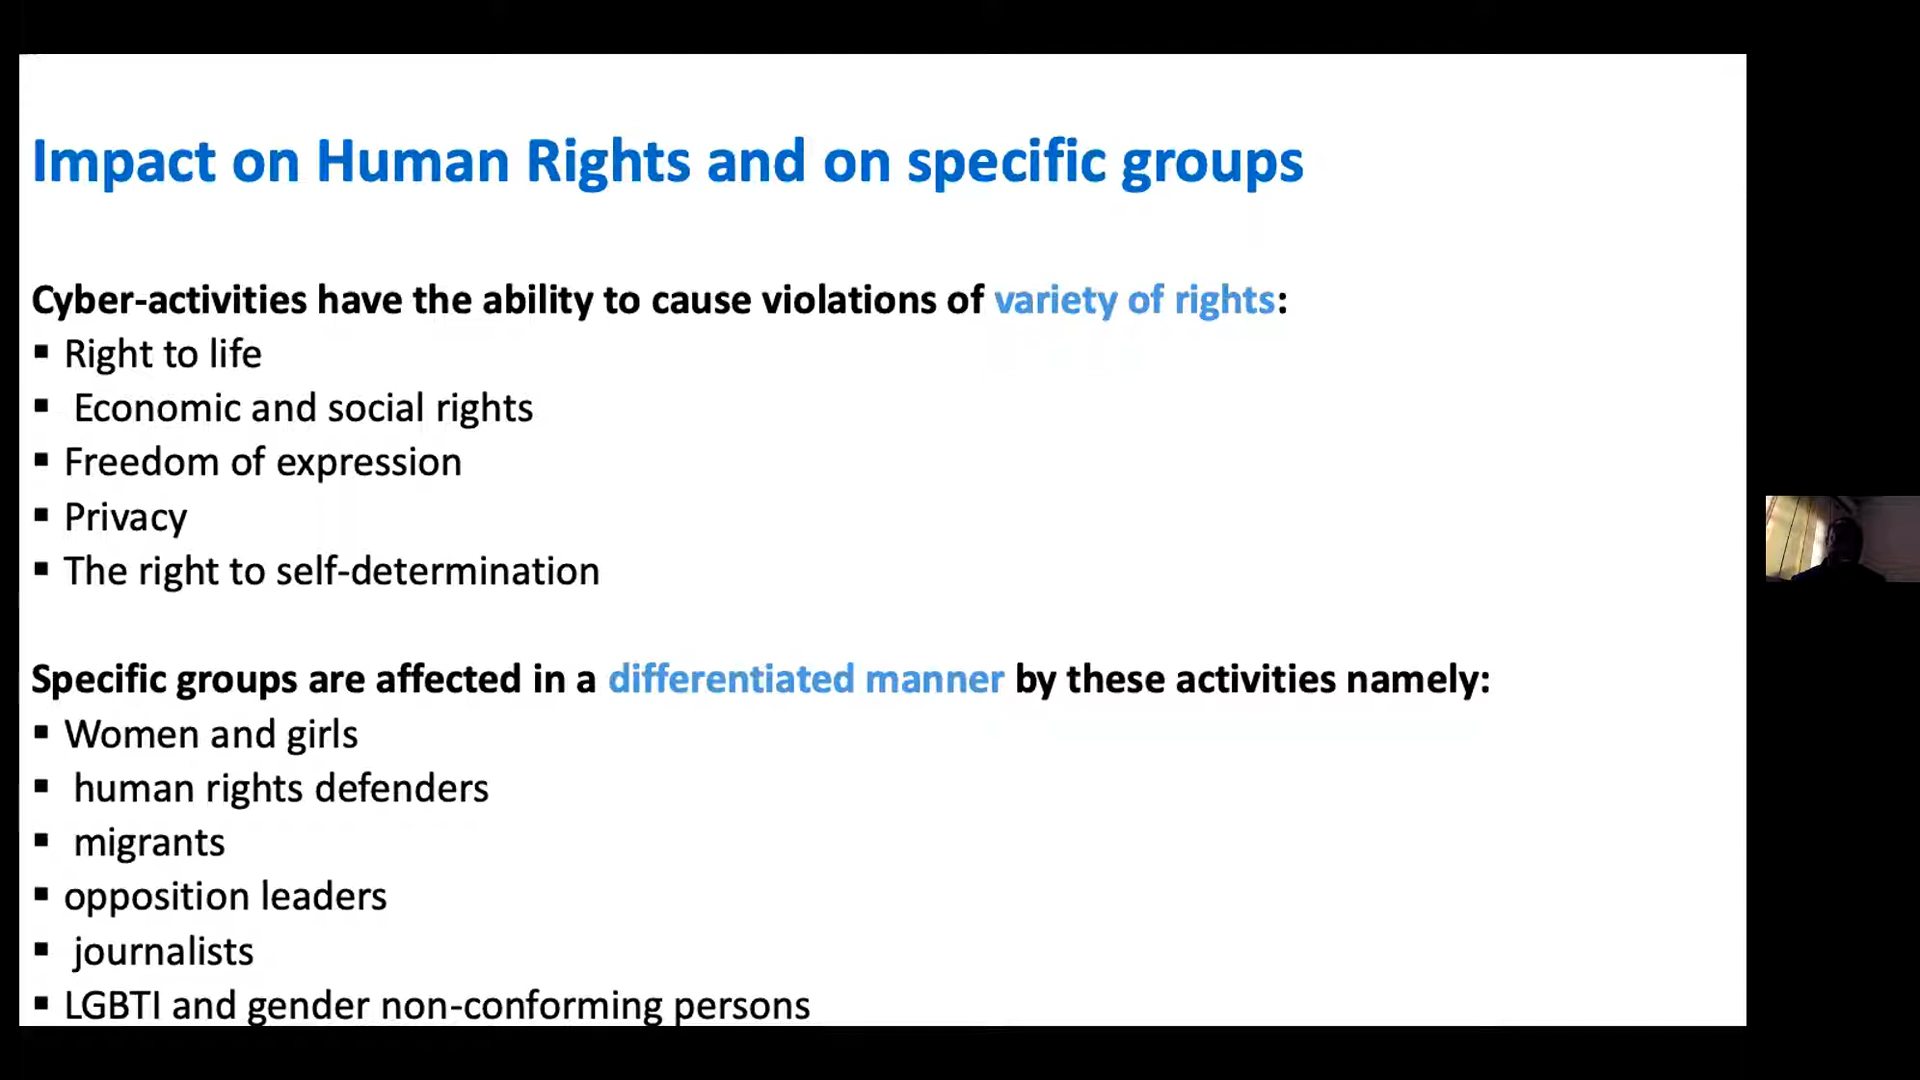 Impact on Human Rights and on specific groups
Cyber-activities have the ability to cause violations of variety of rights:
▪ Right to life
▪ Economic and social rights
▪ Freedom of expression
▪ Privacy
▪ The right to self-determination
Specific groups are affected in a differentiated manner by these activities namely:
▪ Women and girls
▪ human rights defenders
▪ migrants
▪ opposition leaders
▪ journalists
▪ LGBTI and gender non-conforming persons